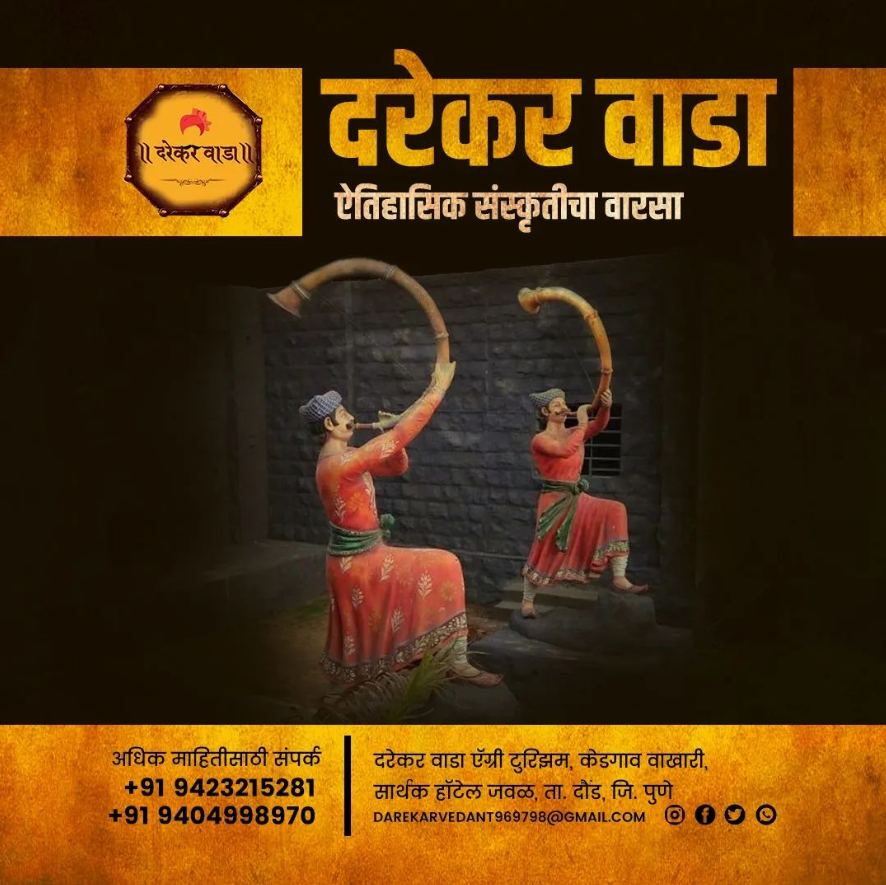 ॥ दरेकर वाडा ॥
दरेकर वाडा
ऐतिहासिक संस्कृतीचा वारसा
अधिक माहितीसाठी संपर्क
+91 9423215281
+91 9404998970
दरेकर वाडा ऍग्री टुरिझम, केडगाव वाखारी,
सार्थक हॉटेल जवळ, ता. दौंड, जि. पुणे
DAREKARVEDANT969798@GMAIL.COM